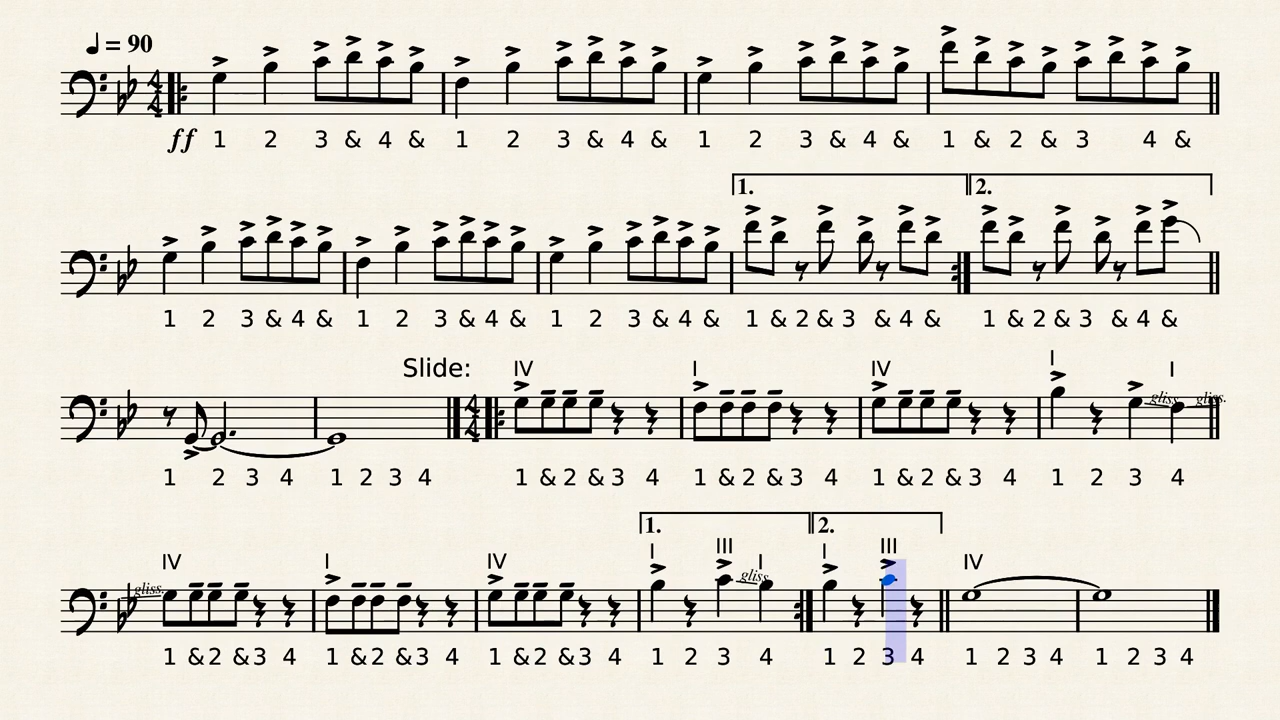 ♩ = 90
4 4
ff 1 2 3 & 4 & 1 2 3 & 4 & 1 2 3 & 4 & 1 & 2 & 3 4 &
1. 2.
1 2 3 & 4 & 1 2 3 & 4 & 1 2 3 & 4 & 1 & 2 & 3 & 4 & 1 & 2 & 3 & 4 &
Slide: IV I IV I I
gliss. gliss.
4 4
1 2 3 4 1 2 3 4 1 & 2 & 3 4 1 & 2 & 3 4 1 & 2 & 3 4 1 2 3 4
1. 2.
IV I IV I III I I III IV
gliss. gliss.
1 & 2 & 3 4 1 & 2 & 3 4 1 & 2 & 3 4 1 2 3 4 1 2 3 4 1 2 3 4 1 2 3 4